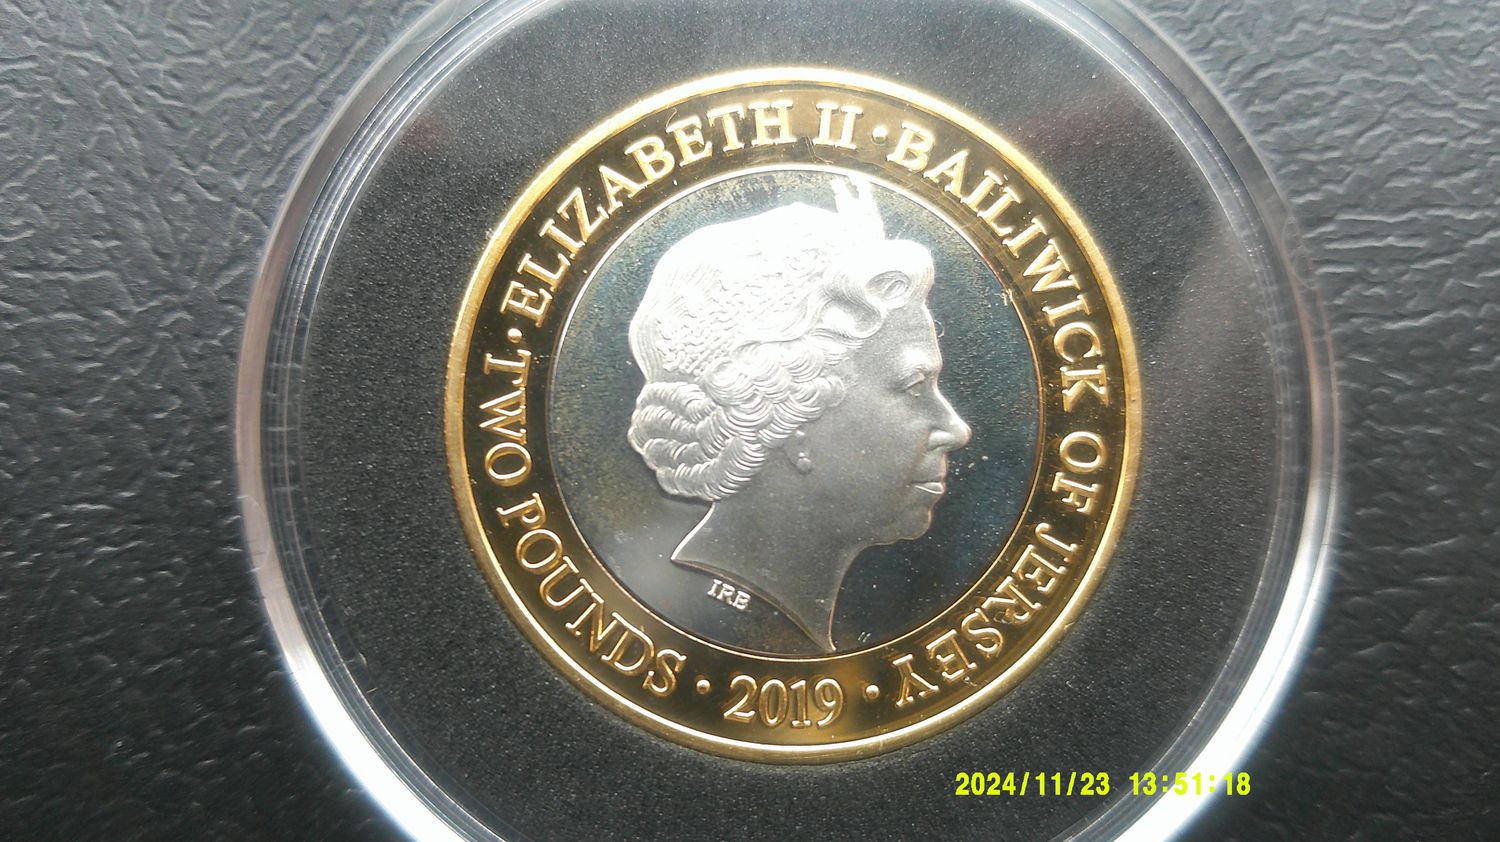 ELIZABETH II · BAILIWICK OF JERSEY · 2019 · TWO POUNDS ·
IRB
2024/11/23 13:51:18